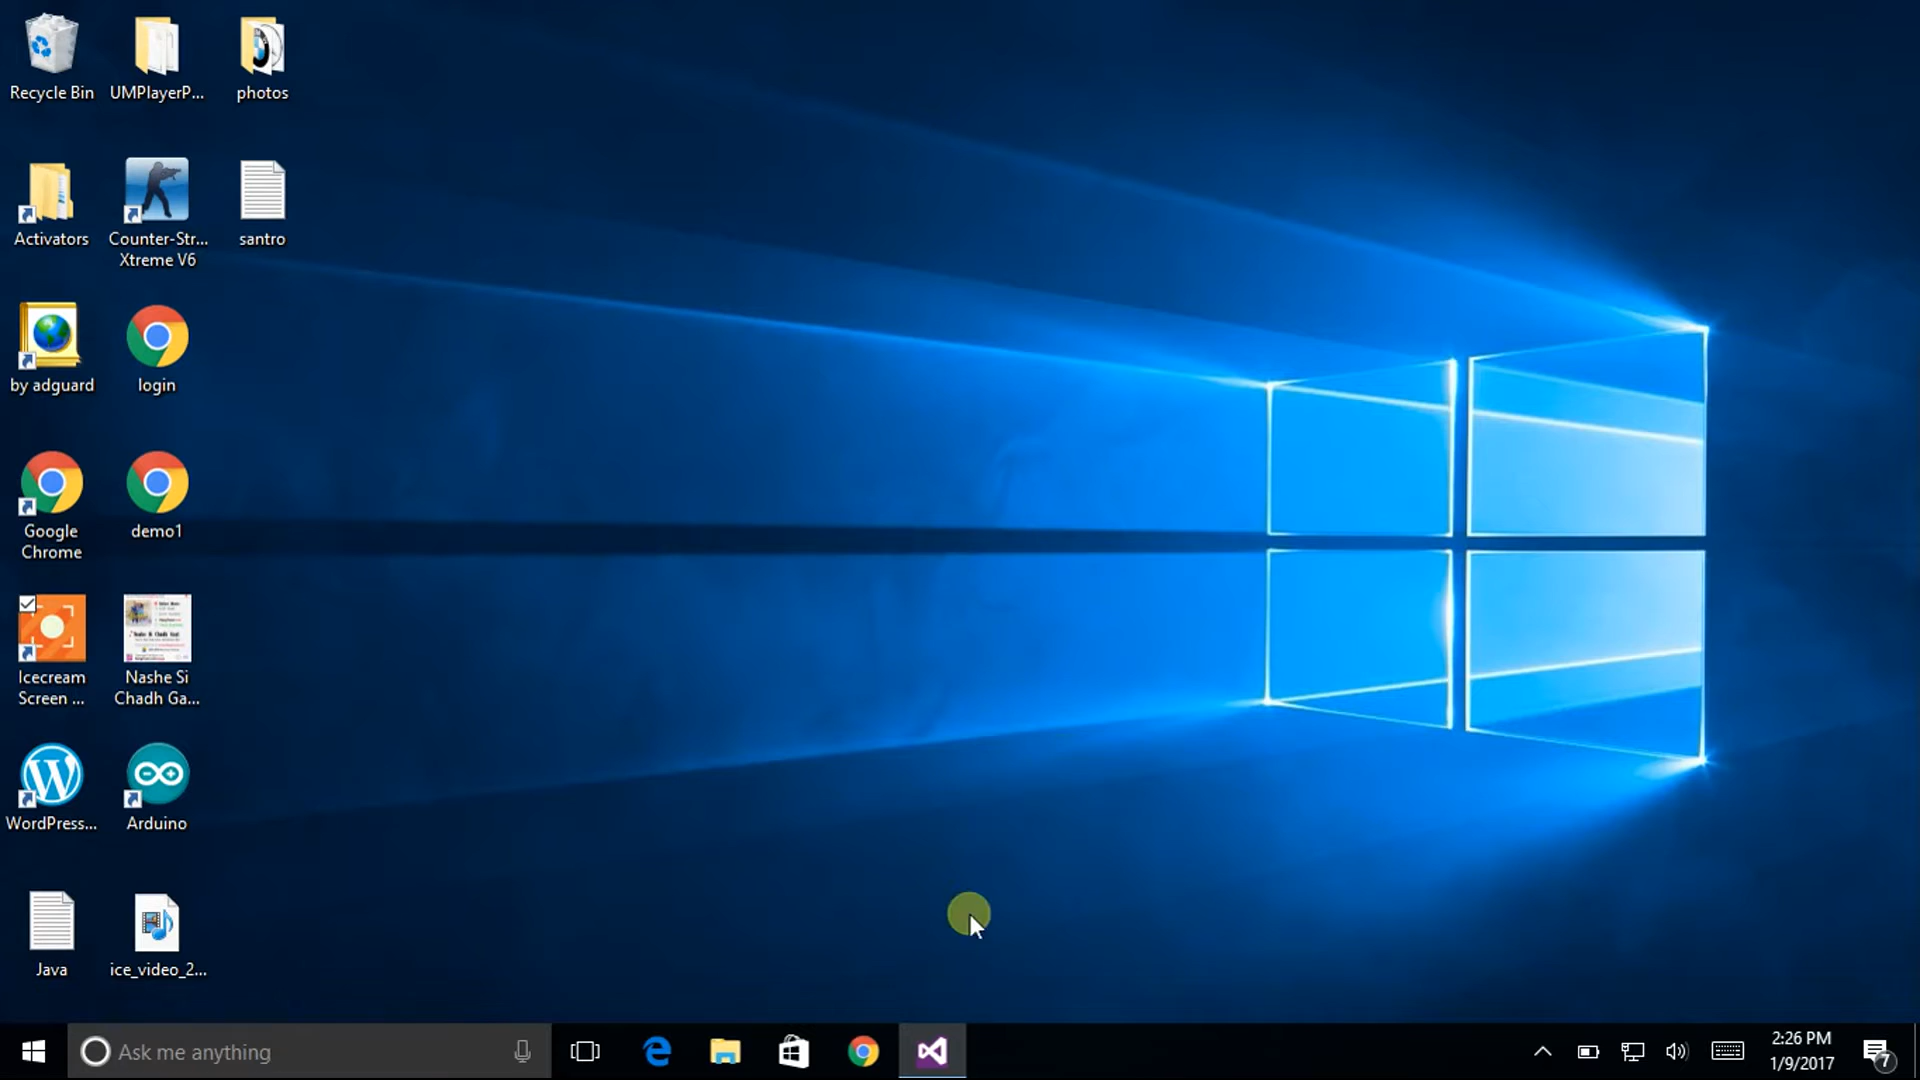 Recycle Bin
UMPlayerP...
photos
Activators
Counter-Str...
Xtreme V6
santro
by adguard
login
Google
Chrome
demo1
Icecream
Screen ...
Nashe Si
Chadh Ga...
WordPress...
Arduino
Java
ice_video_2...
Ask me anything
2:26 PM
1/9/2017
7